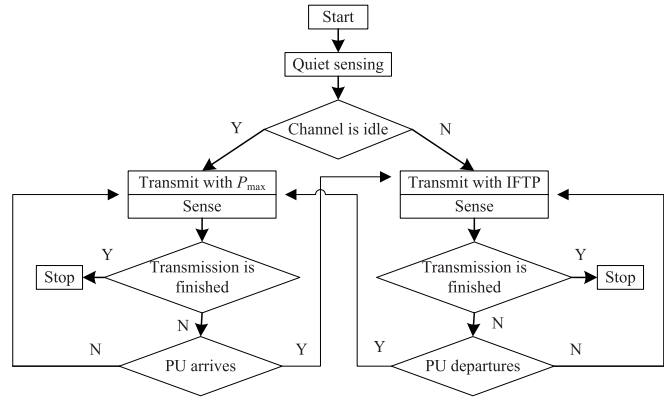 Start
Quiet sensing
Channel is idle
Y
N
Transmit with Pmax
Sense
Transmit with IFTP
Sense
Y
Transmission is
finished
Stop
Transmission is
finished
Y
Stop
N
N
N
PU arrives
Y
Y
PU departures
N